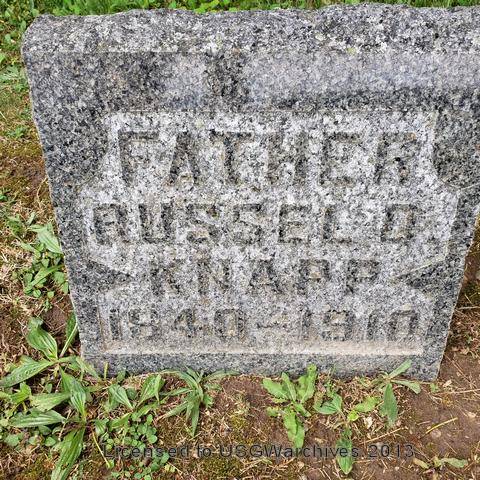 FATHER
RUSSEL D.
KNAPP
1840-1910
Licensed to USGWarchives.2013